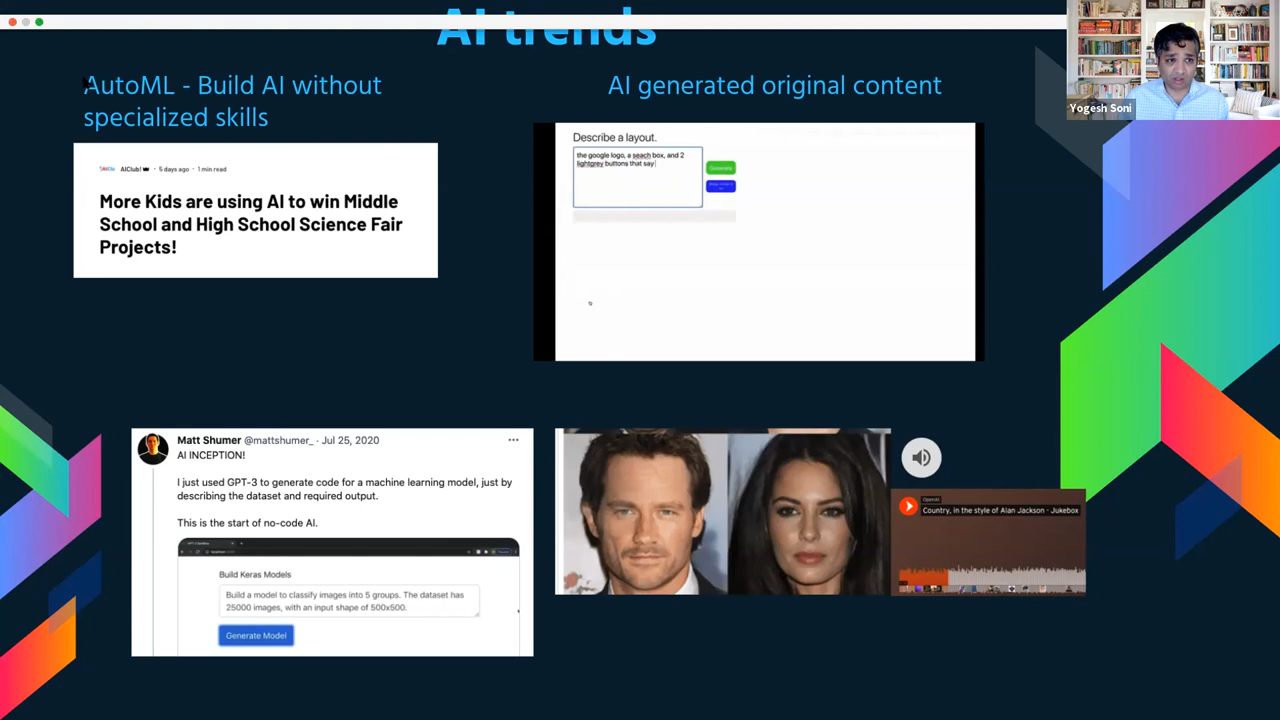 AI trends
Yogesh Soni
AutoML - Build AI without
specialized skills
AI generated original content
AIClub! · 5 days ago · 1 min read
More Kids are using AI to win Middle
School and High School Science Fair
Projects!
Describe a layout.
the google logo, a seach box, and 2
lightgrey buttons that say
Generate
Matt Shumer @mattshumer_ · Jul 25, 2020
AI INCEPTION!
I just used GPT-3 to generate code for a machine learning model, just by
describing the dataset and required output.
This is the start of no-code AI.
Build Keras Models
Build a model to classify images into 5 groups. The dataset has
25000 images, with an input shape of 500x500.
Generate Model
OpenAI
Country, in the style of Alan Jackson - Jukebox